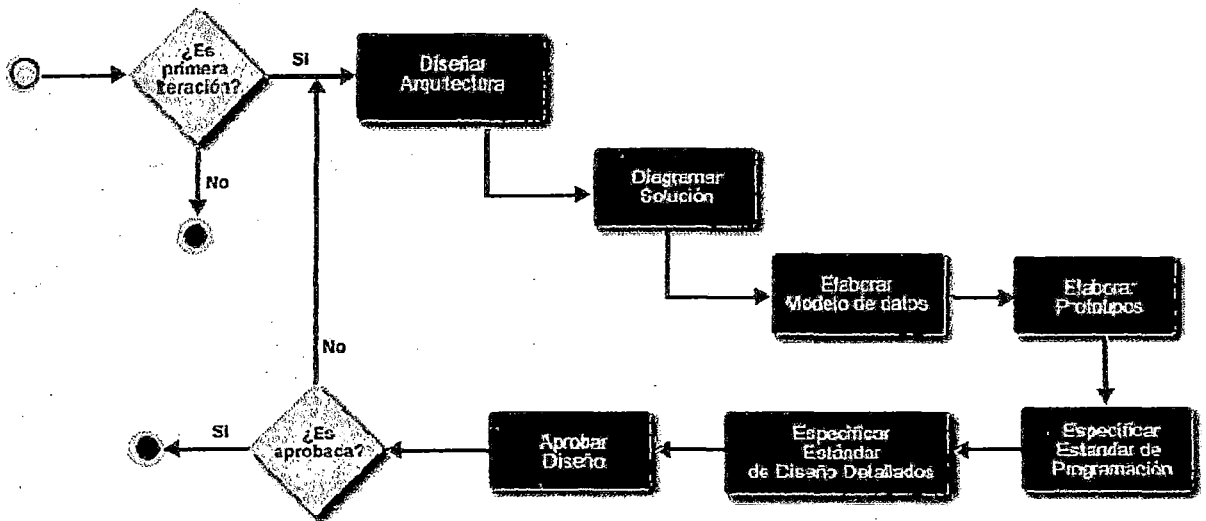 ¿Es
primera
iteración?
Si
Diseñar
Arquitectura
No
Diagramar
Solución
Elaborar
Modelo de datos
Elaborar
Prototipos
No
¿Es
aprobaca?
Si
Aprobar
Diseño
Especificar
Estándar
de Diseño Detallados
Especificar
Estándar de
Programación